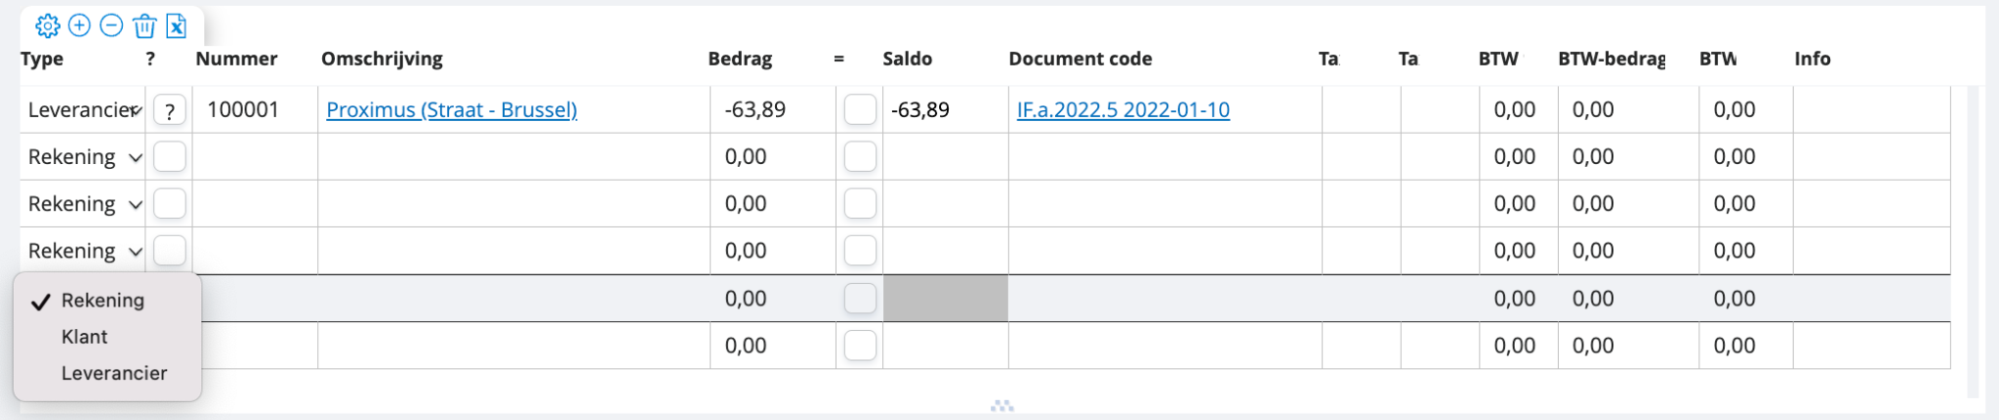 Type ? Nummer Omschrijving Bedrag = Saldo Document code Ta Ta BTW BTW-bedrag BTW Info
Leverancier ? 100001 Proximus (Straat - Brussel) -63,89 -63,89 IF.a.2022.5 2022-01-10 0,00 0,00 0,00
Rekening 0,00 0,00 0,00 0,00
Rekening 0,00 0,00 0,00 0,00
Rekening 0,00 0,00 0,00 0,00
Rekening 0,00 0,00 0,00 0,00
Klant
0,00 0,00 0,00 0,00
Leverancier